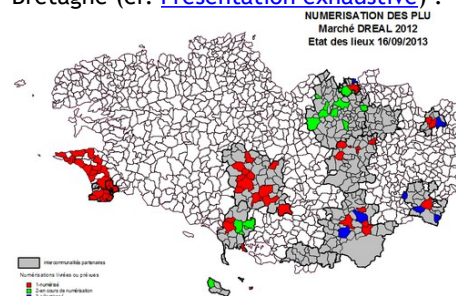 Bretagne (cf. Présentation exhaustive) :
NUMERISATION DES PLU
Marché DREAL 2012
Etat des lieux 16/09/2013
intercommunalités partenaires
Numérisations livrées ou prévues
1-numérisé
2-en cours de numérisation